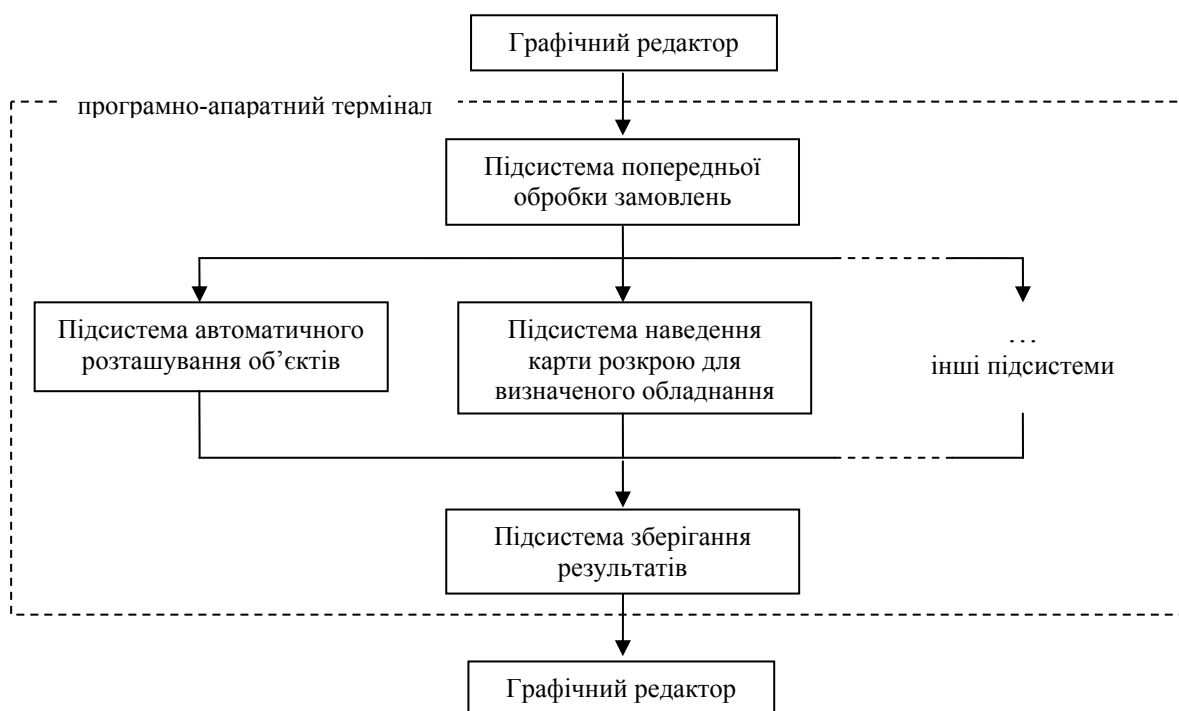 Графічний редактор
програмно-апаратний термінал
Підсистема попередньої
обробки замовлень
Підсистема автоматичного
розташування об’єктів
Підсистема наведення
карти розкрою для
визначеного обладнання
…
інші підсистеми
Підсистема зберігання
результатів
Графічний редактор